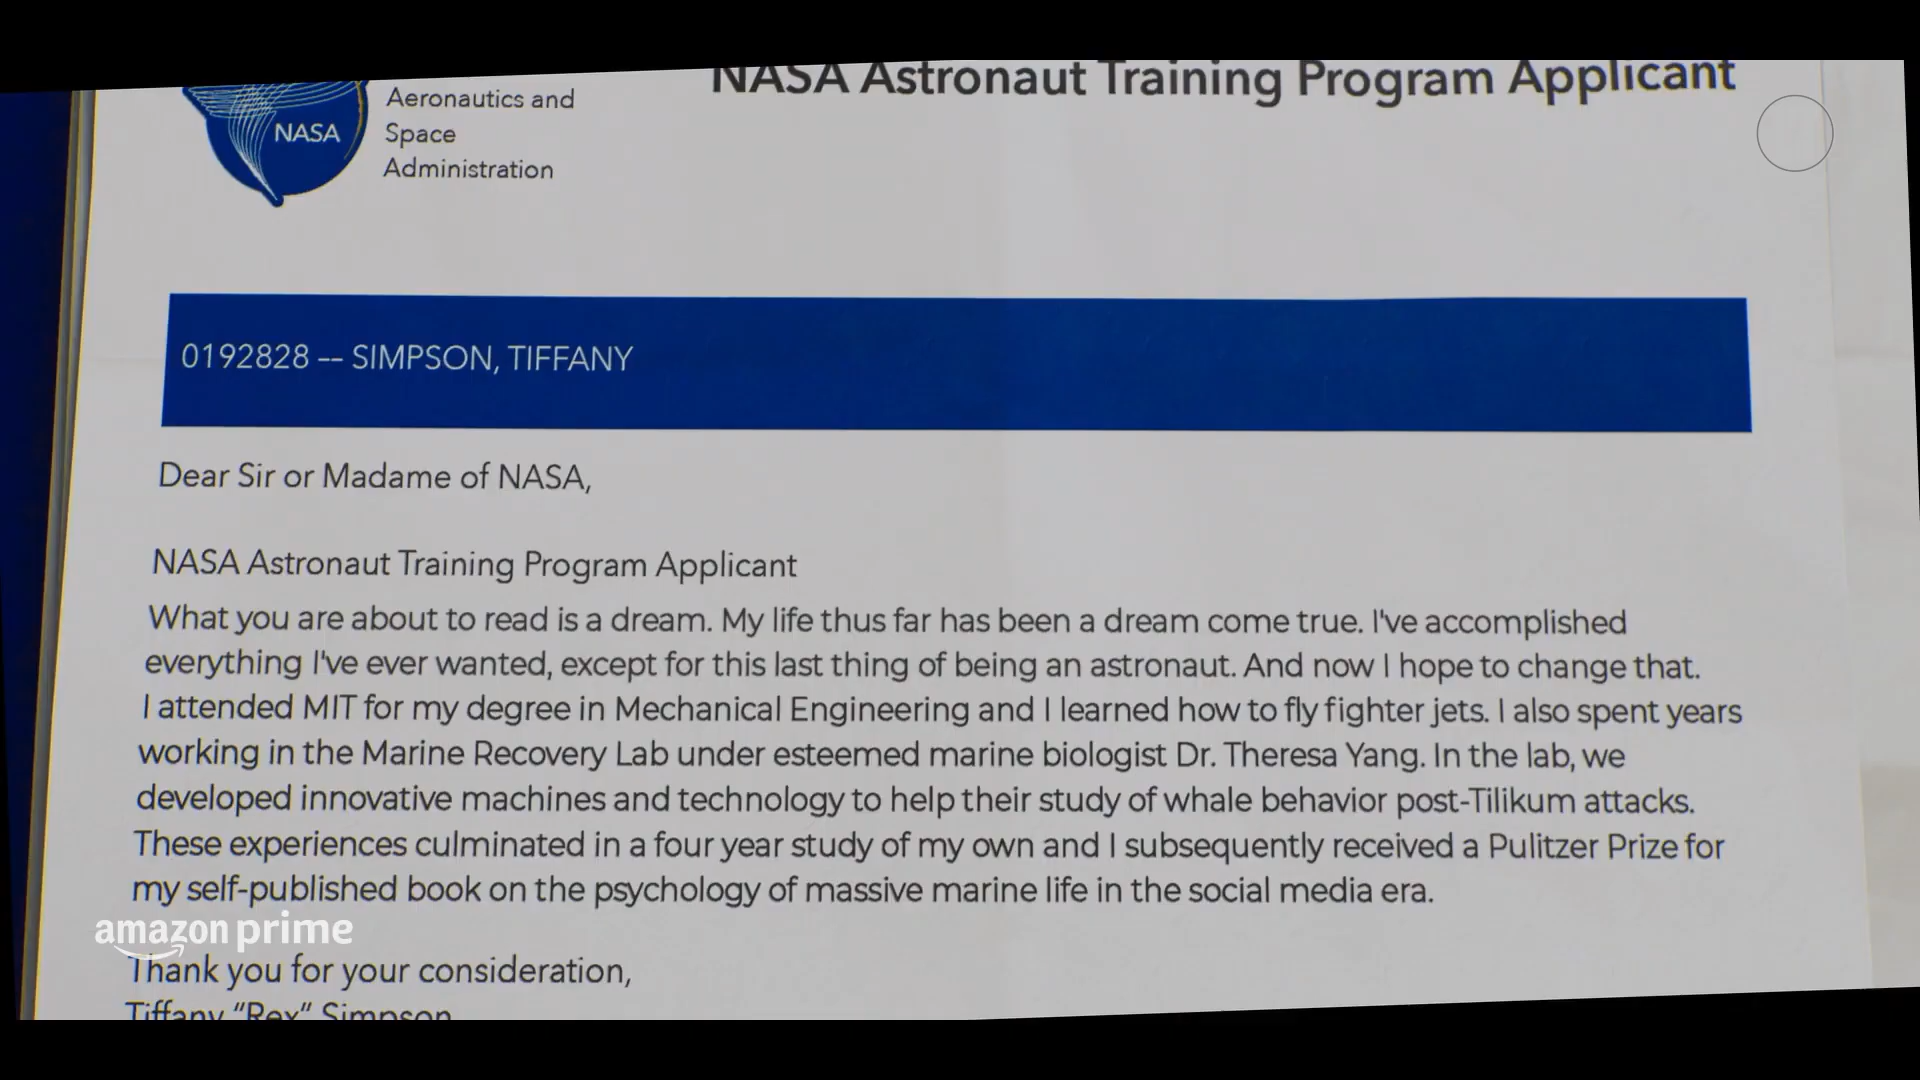 NASA Astronaut Training Program Applicant
Aeronautics and
Space
Administration
NASA
0192828 -- SIMPSON, TIFFANY
Dear Sir or Madame of NASA,
NASA Astronaut Training Program Applicant
What you are about to read is a dream. My life thus far has been a dream come true. I've accomplished
everything I've ever wanted, except for this last thing of being an astronaut. And now I hope to change that.
I attended MIT for my degree in Mechanical Engineering and I learned how to fly fighter jets. I also spent years
working in the Marine Recovery Lab under esteemed marine biologist Dr. Theresa Yang. In the lab, we
developed innovative machines and technology to help their study of whale behavior post-Tilikum attacks.
These experiences culminated in a four year study of my own and I subsequently received a Pulitzer Prize for
my self-published book on the psychology of massive marine life in the social media era.
amazon prime
Thank you for your consideration,
Tiffany "Rex" Simpson